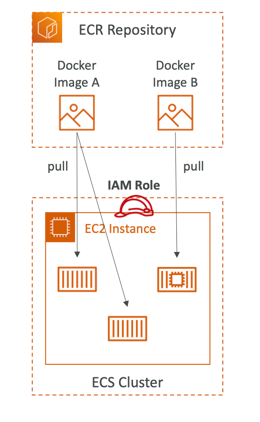 ECR Repository
Docker
Image A
Docker
Image B
pull
pull
IAM Role
EC2 Instance
ECS Cluster